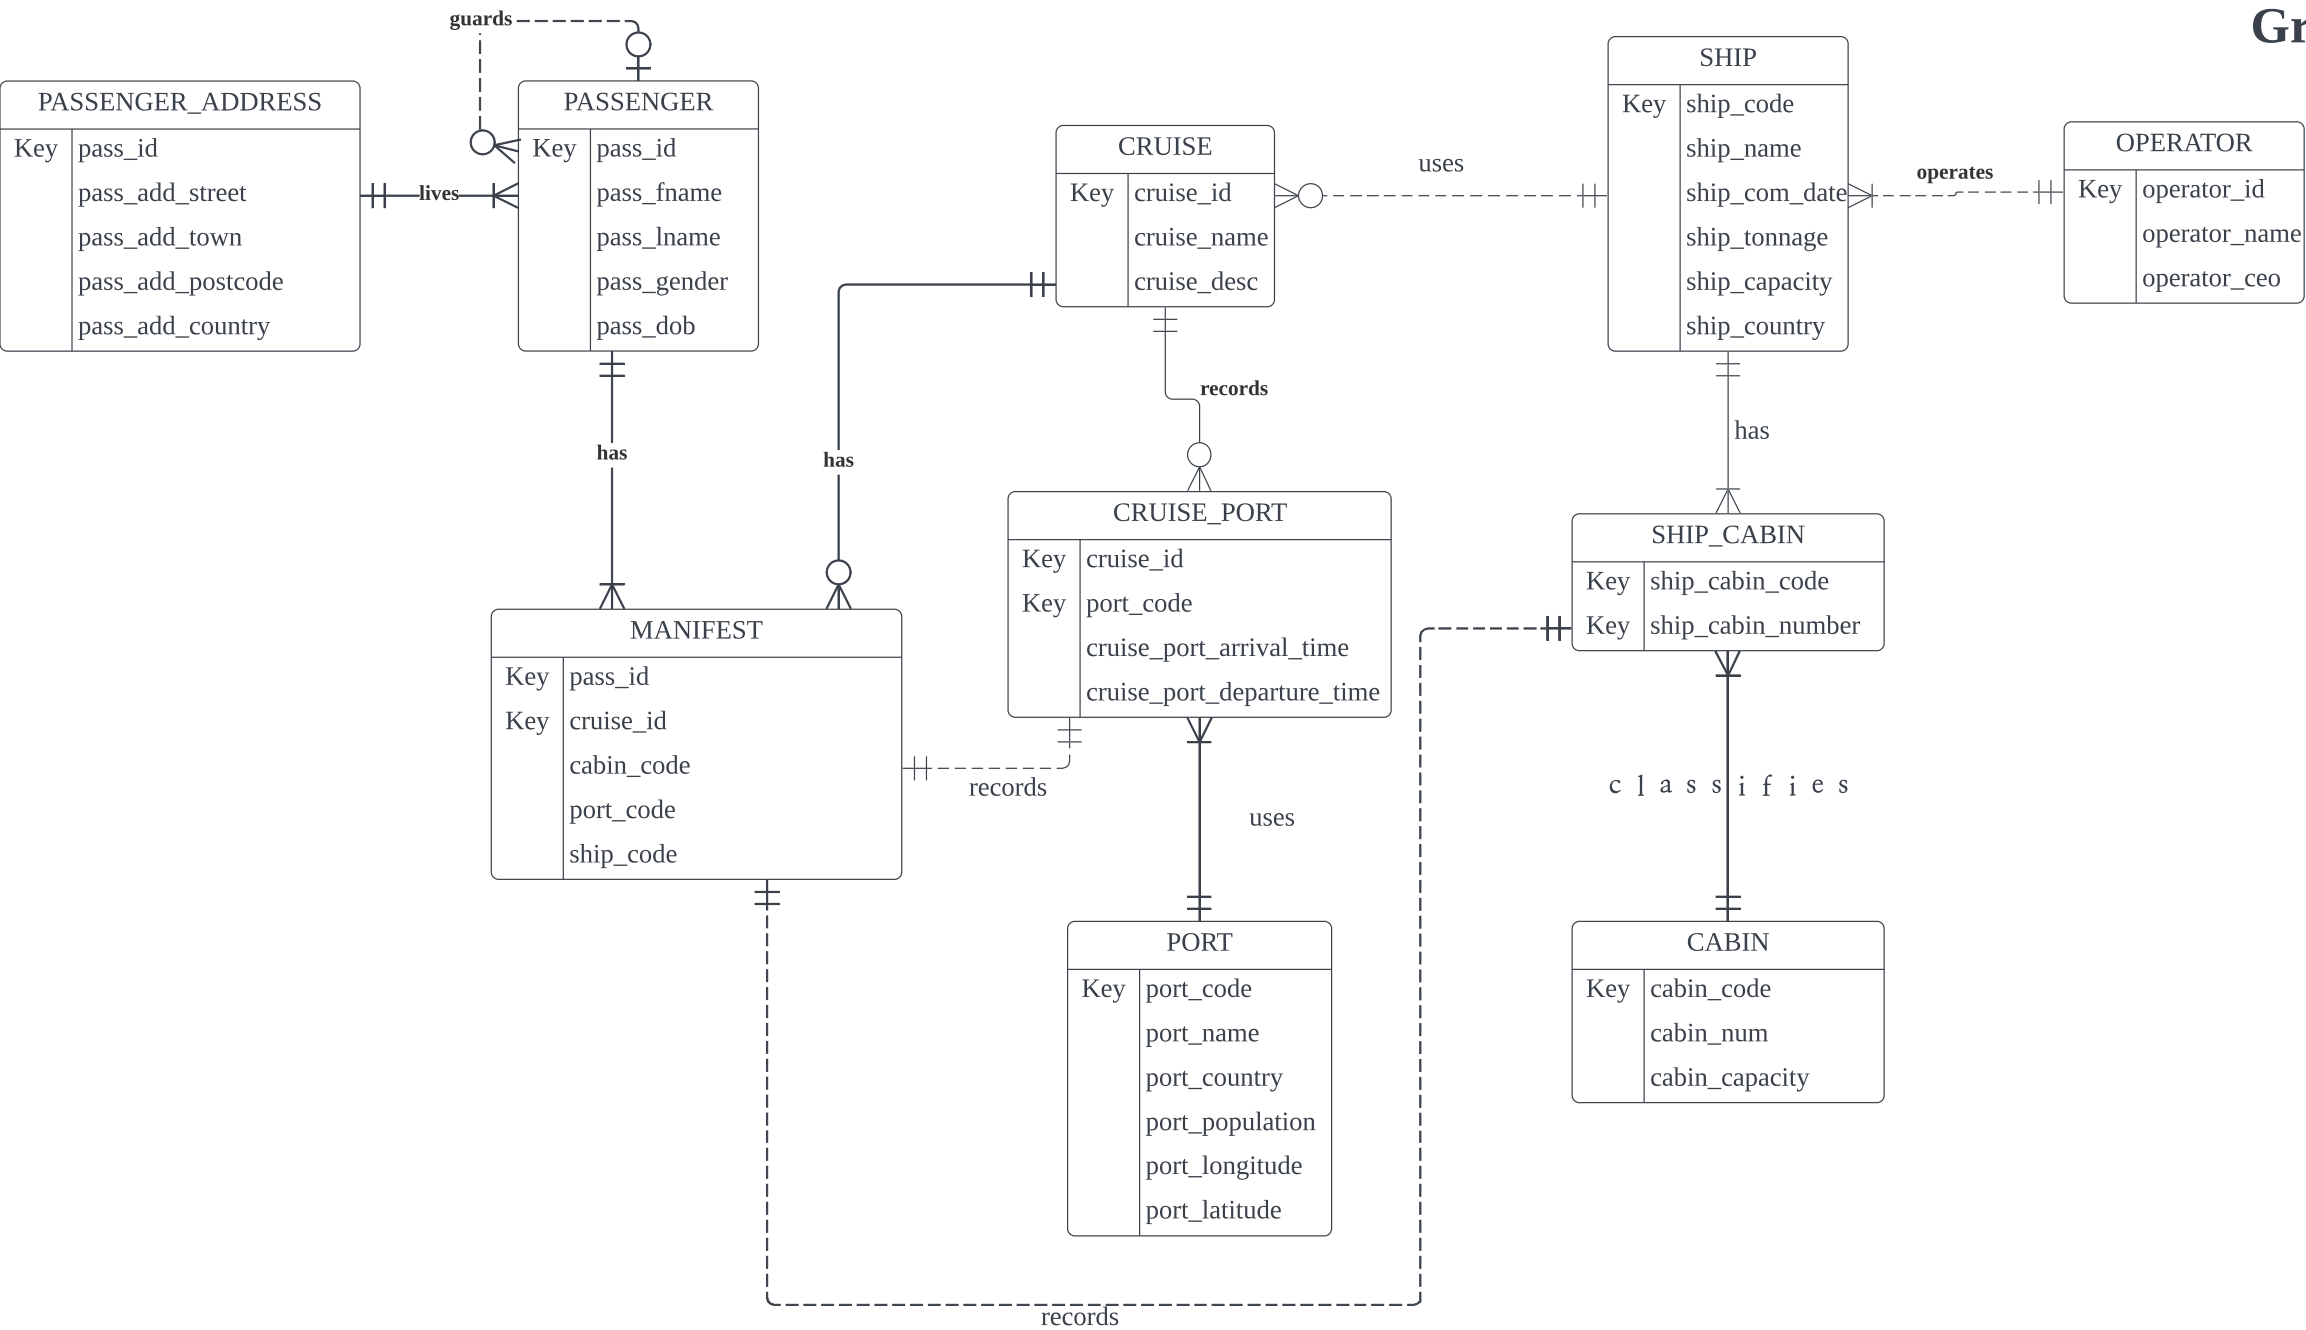 Gr
guards
PASSENGER_ADDRESS
Key pass_id
pass_add_street
pass_add_town
pass_add_postcode
pass_add_country
lives
PASSENGER
Key pass_id
pass_fname
pass_lname
pass_gender
pass_dob
CRUISE
Key cruise_id
cruise_name
cruise_desc
uses
SHIP
Key ship_code
ship_name
ship_com_date
ship_tonnage
ship_capacity
ship_country
operates
OPERATOR
Key operator_id
operator_name
operator_ceo
has
has
records
has
MANIFEST
Key pass_id
Key cruise_id
cabin_code
port_code
ship_code
CRUISE_PORT
Key cruise_id
Key port_code
cruise_port_arrival_time
cruise_port_departure_time
SHIP_CABIN
Key ship_cabin_code
Key ship_cabin_number
records
uses
classifies
PORT
Key port_code
port_name
port_country
port_population
port_longitude
port_latitude
CABIN
Key cabin_code
cabin_num
cabin_capacity
records